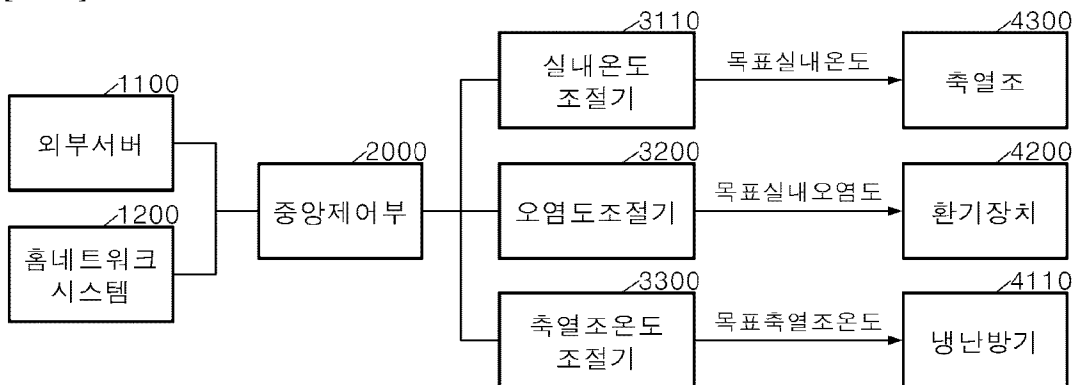 1100
외부서버
1200
홈네트워크
시스템
2000
중앙제어부
3110
실내온도
조절기
목표실내온도
4300
축열조
3200
오염도조절기
목표실내오염도
4200
환기장치
3300
축열조온도
조절기
목표축열조온도
4110
냉난방기